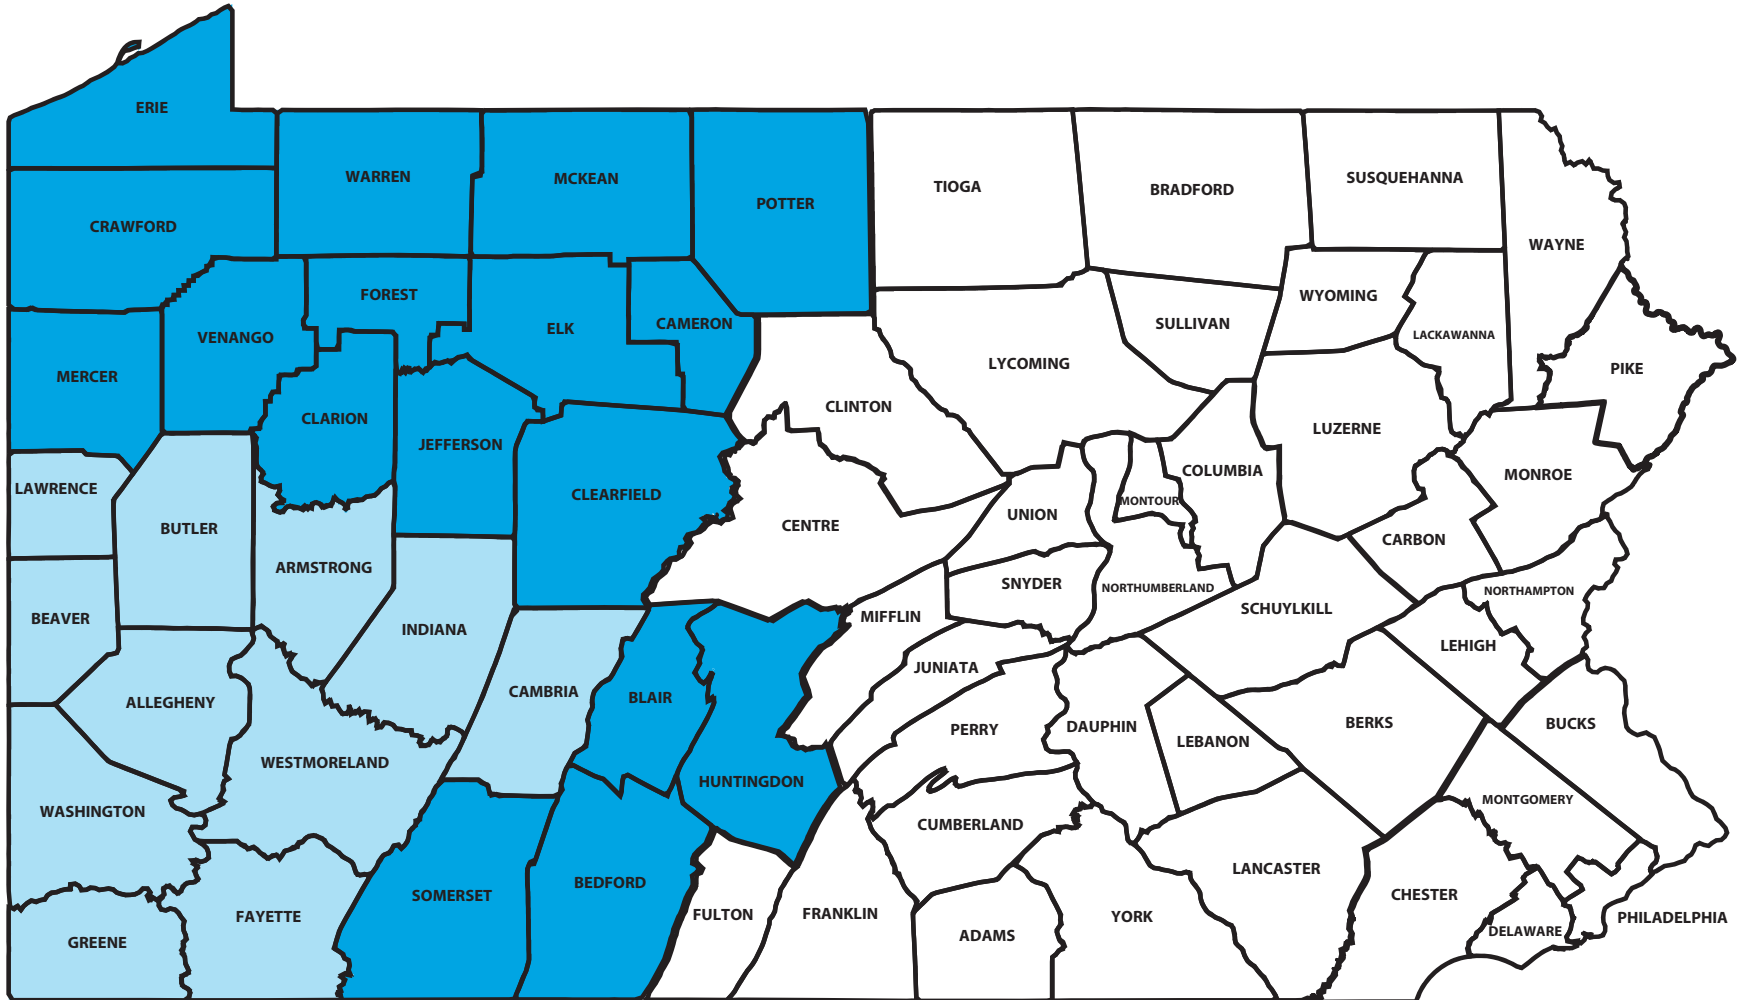 ERIE
WARREN
MCKEAN
POTTER
TIOGA
BRADFORD
SUSQUEHANNA
WAYNE
CRAWFORD
FOREST
VENANGO
ELK
CAMERON
SULLIVAN
WYOMING
LACKAWANNA
PIKE
MERCER
CLARION
JEFFERSON
CLINTON
LYCOMING
LUZERNE
COLUMBIA
MONTOUR
MONROE
LAWRENCE
BUTLER
ARMSTRONG
CLEARFIELD
CENTRE
UNION
SNYDER
NORTHUMBERLAND
CARBON
NORTHAMPTON
SCHUYLKILL
LEHIGH
BEAVER
INDIANA
MIFFLIN
JUNIATA
ALLEGHENY
CAMBRIA
BLAIR
HUNTINGDON
PERRY
DAUPHIN
LEBANON
BERKS
BUCKS
WASHINGTON
WESTMORELAND
CUMBERLAND
MONTGOMERY
LANCASTER
CHESTER
GREENE
FAYETTE
SOMERSET
BEDFORD
FULTON
FRANKLIN
ADAMS
YORK
DELAWARE
PHILADELPHIA